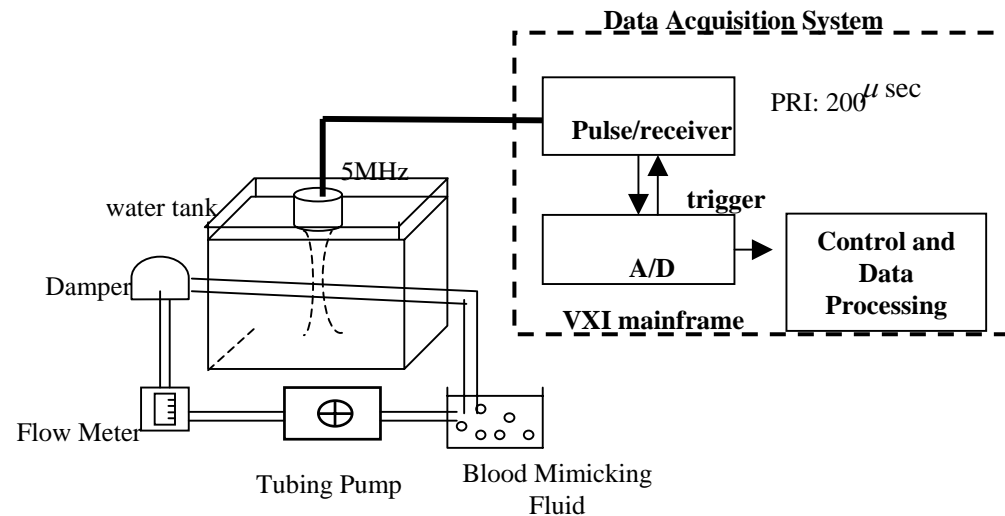 Data Acquisition System
PRI: 200 μ sec
Pulse/receiver
5MHz
trigger
water tank
Control and
Data
Processing
A/D
Damper
VXI mainframe
Flow Meter
Tubing Pump
Blood Mimicking
Fluid